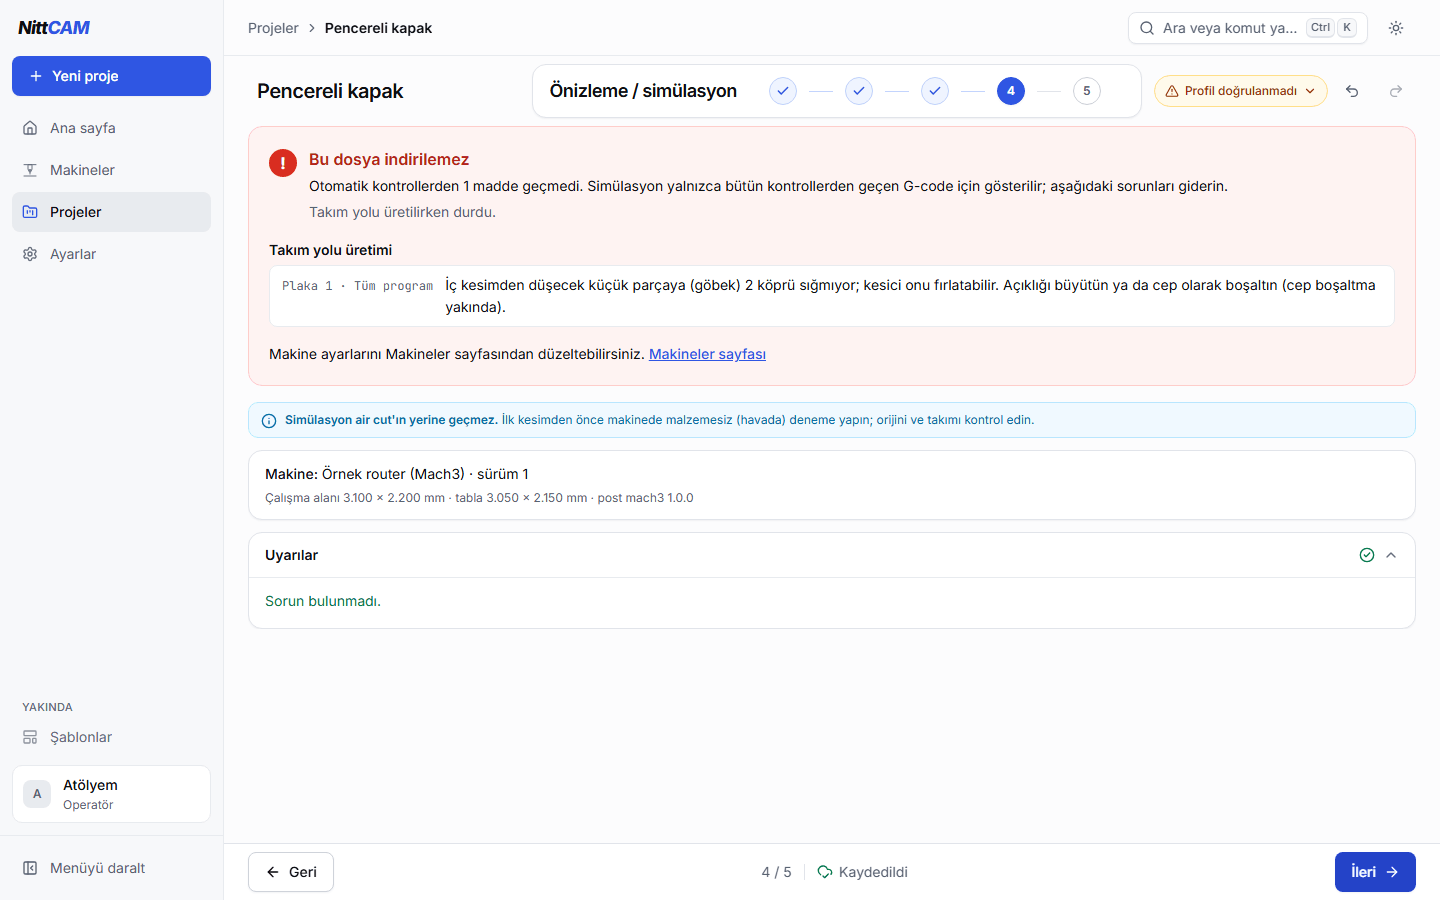 NittCAM
Yeni proje
Ana sayfa
Makineler
Projeler
Ayarlar
YAKINDA
Şablonlar
A
Atölyem
Operatör
Menüyü daralt
Projeler > Pencereli kapak
Ara veya komut ya... Ctrl K
Pencereli kapak
Önizleme / simülasyon
4
5
Profil doğrulanmadı
Bu dosya indirilemez
Otomatik kontrollerden 1 madde geçmedi. Simülasyon yalnızca bütün kontrollerden geçen G-code için gösterilir; aşağıdaki sorunları giderin.
Takım yolu üretilirken durdu.
Takım yolu üretimi
Plaka 1 · Tüm program İç kesimden düşecek küçük parçaya (göbek) 2 köprü sığmıyor; kesici onu fırlatabilir. Açıklığı büyütün ya da cep olarak boşaltın (cep boşaltma
yakında).
Makine ayarlarını Makineler sayfasından düzeltebilirsiniz. Makineler sayfası
Simülasyon air cut'ın yerine geçmez. İlk kesimden önce makinede malzemesiz (havada) deneme yapın; orijini ve takımı kontrol edin.
Makine: Örnek router (Mach3) · sürüm 1
Çalışma alanı 3.100 × 2.200 mm · tabla 3.050 × 2.150 mm · post mach3 1.0.0
Uyarılar
Sorun bulunmadı.
Geri
4 / 5
Kaydedildi
İleri